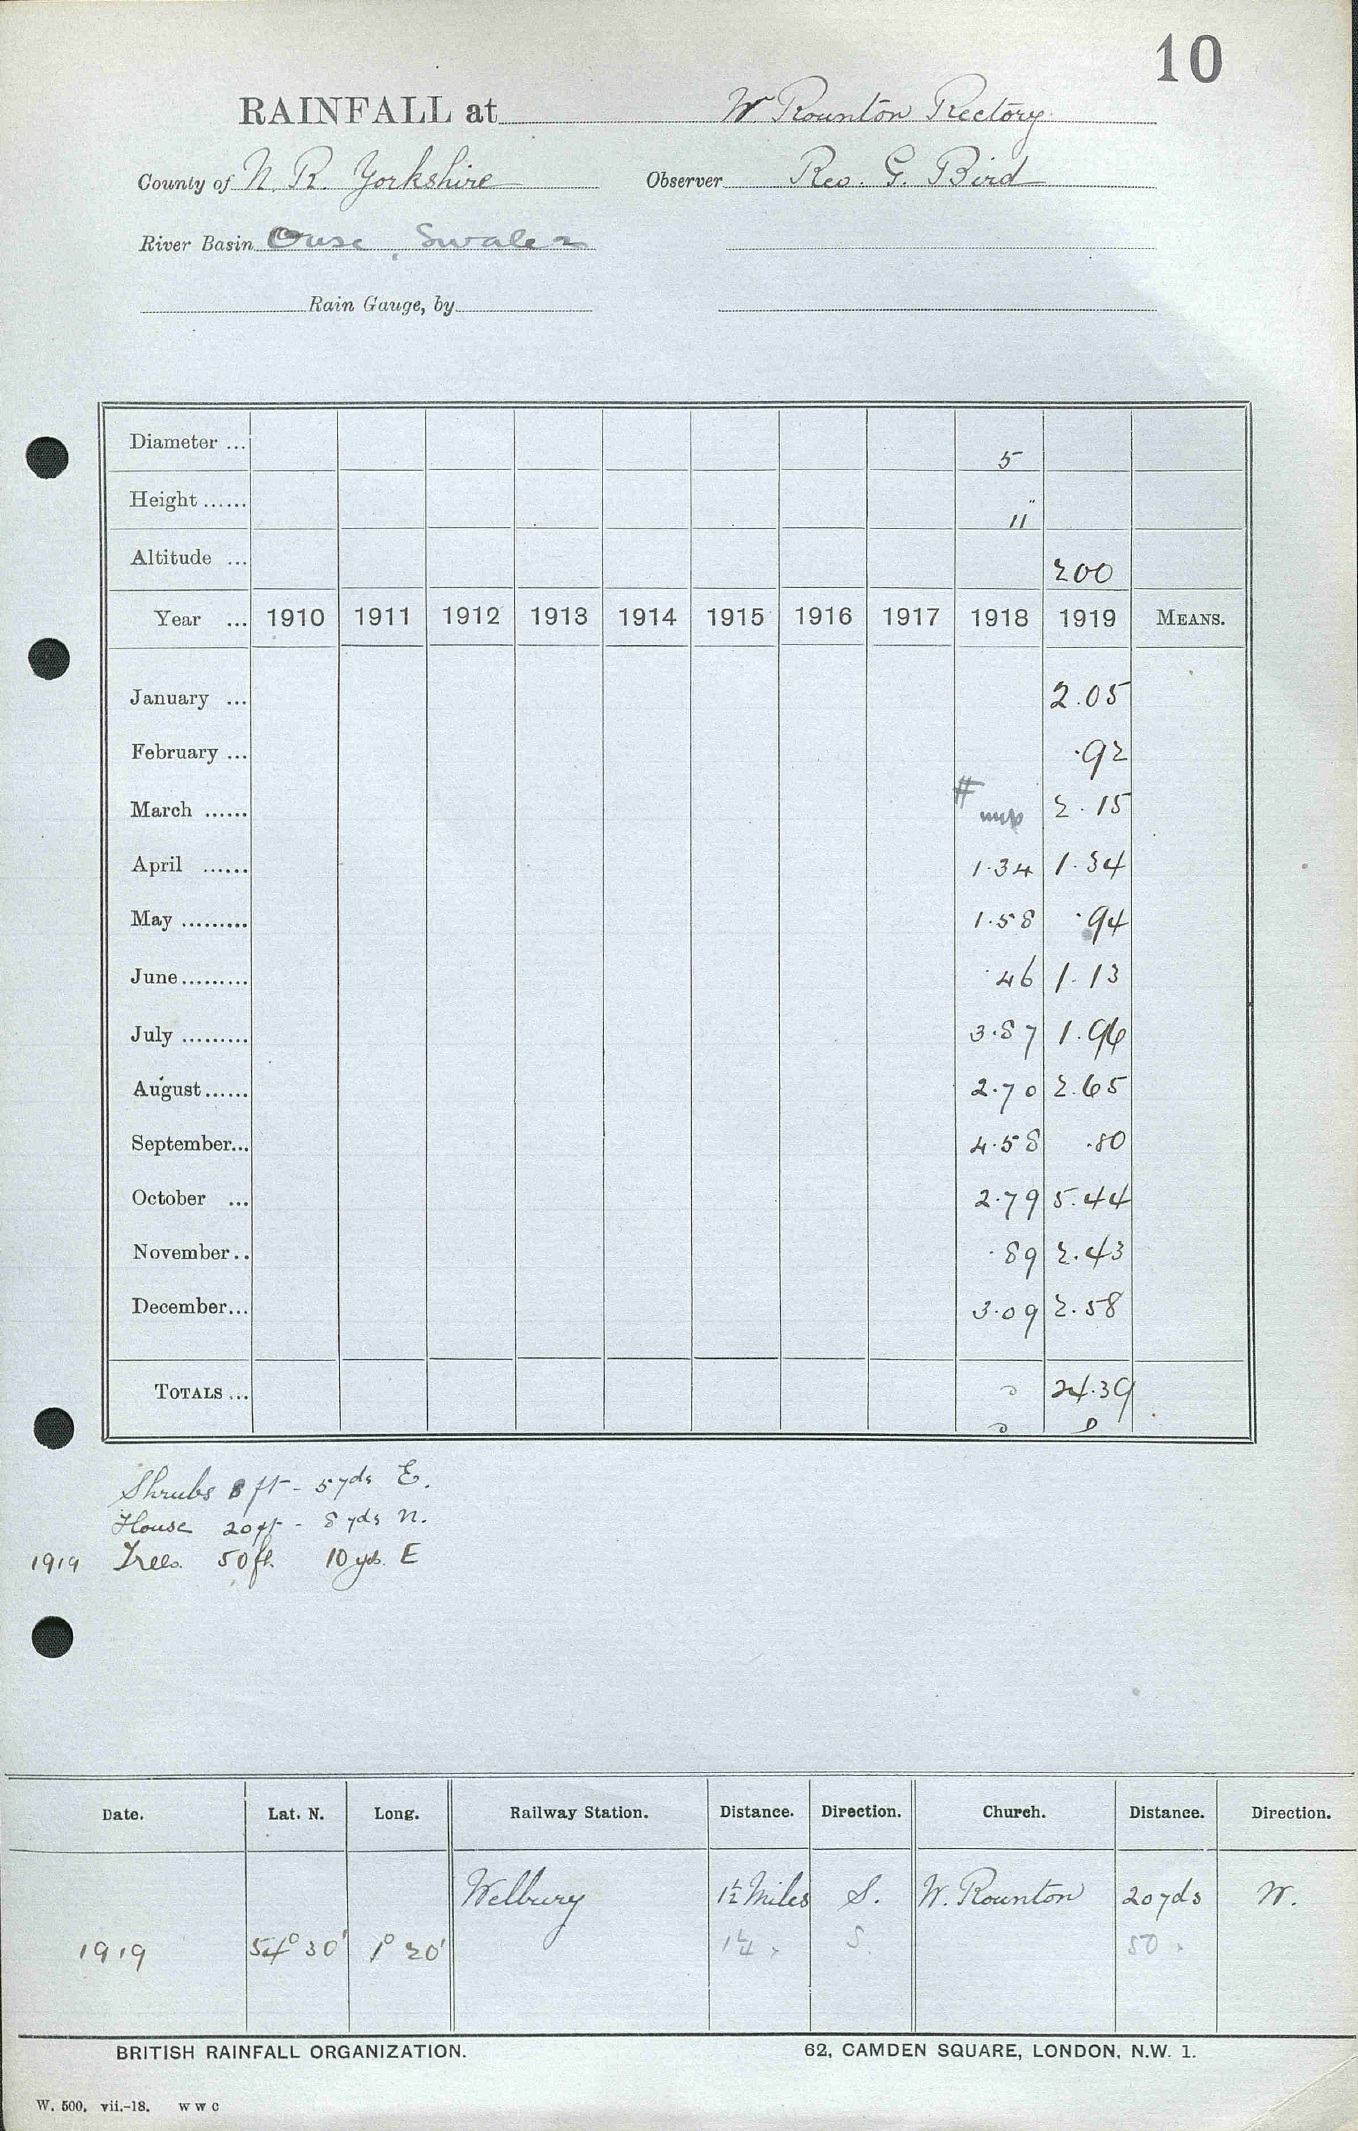 10
RAINFALL at W Rounton Rectory
County of N. R. Yorkshire Observer Rev. G. Bird
River Basin Ouse, Swale
Rain Gauge, by
Diameter ... 5
Height ...... 11"
Altitude ... 200
Year ... 1910 1911 1912 1913 1914 1915 1916 1917 1918 1919 MEANS.
January ... 2.05
February ... .92
March ...... 2.15
April ...... 1.34 1.34
May ......... 1.58 .94
June ......... .46 1.13
July ......... 3.87 1.96
August ...... 2.70 2.65
September... 4.58 .80
October ... 2.79 5.44
November .. .89 2.43
December... 3.09 2.58
TOTALS ... 24.39
Shrubs 8 ft - 5 yds E.
House 20 ft - 8 yds N.
1919 Trees 50 ft. 10 yds. E
Date. Lat. N. Long. Railway Station. Distance. Direction. Church. Distance. Direction.
Welbury 1½ Miles S. W. Rounton 20 yds W.
1919 54° 30' 1° 20' 1¼ S. 50
BRITISH RAINFALL ORGANIZATION. 62, CAMDEN SQUARE, LONDON, N.W. 1.
W. 500. vii.-18. W W C